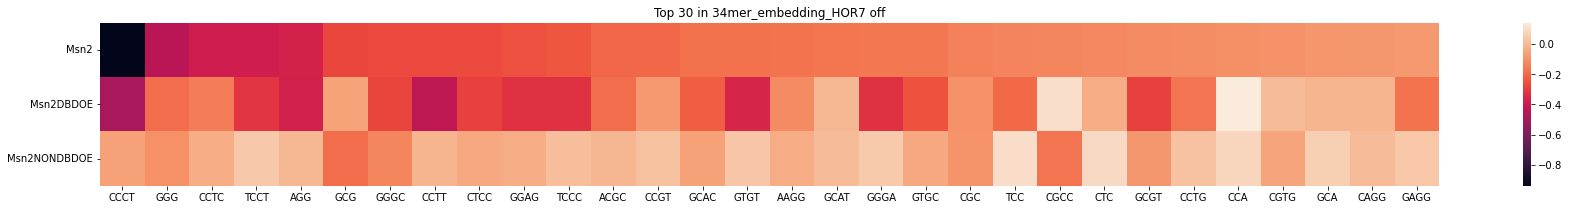 Top 30 in 34mer_embedding_HOR7 off
Msn2
Msn2DBDOE
Msn2NONDBDOE
CCCT GGG CCTC TCCT AGG GCG GGGC CCTT CTCC GGAG TCCC ACGC CCGT GCAC GTGT AAGG GCAT GGGA GTGC CGC TCC CGCC CTC GCGT CCTG CCA CGTG GCA CAGG GAGG
0.0
−0.2
−0.4
−0.6
−0.8